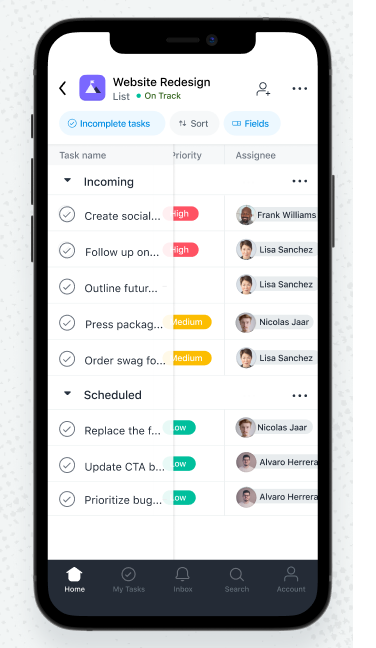 Website Redesign
List • On Track
Incomplete tasks ↑↓ Sort Fields
Task name Priority Assignee
Incoming
Create social... High Frank Williams
Follow up on... High Lisa Sanchez
Outline futur... Lisa Sanchez
Press packag... Medium Nicolas Jaar
Order swag fo... Medium Lisa Sanchez
Scheduled
Replace the f... Low Nicolas Jaar
Update CTA b... Low Alvaro Herrera
Prioritize bug... Low Alvaro Herrera
Home My Tasks Inbox Search Account